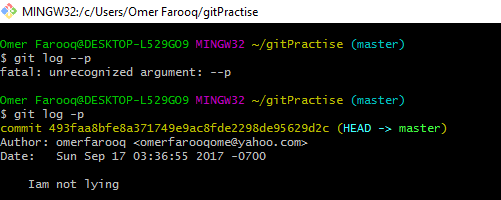 MINGW32:/c/Users/Omer Farooq/gitPractise
Omer Farooq@DESKTOP-L529GO9 MINGW32 ~/gitPractise (master)
$ git log --p
fatal: unrecognized argument: --p
Omer Farooq@DESKTOP-L529GO9 MINGW32 ~/gitPractise (master)
$ git log -p
commit 493faa8bfe8a371749e9ac8fde2298de95629d2c (HEAD -> master)
Author: omerfarooq <omerfarooqome@yahoo.com>
Date:   Sun Sep 17 03:36:55 2017 -0700
    Iam not lying